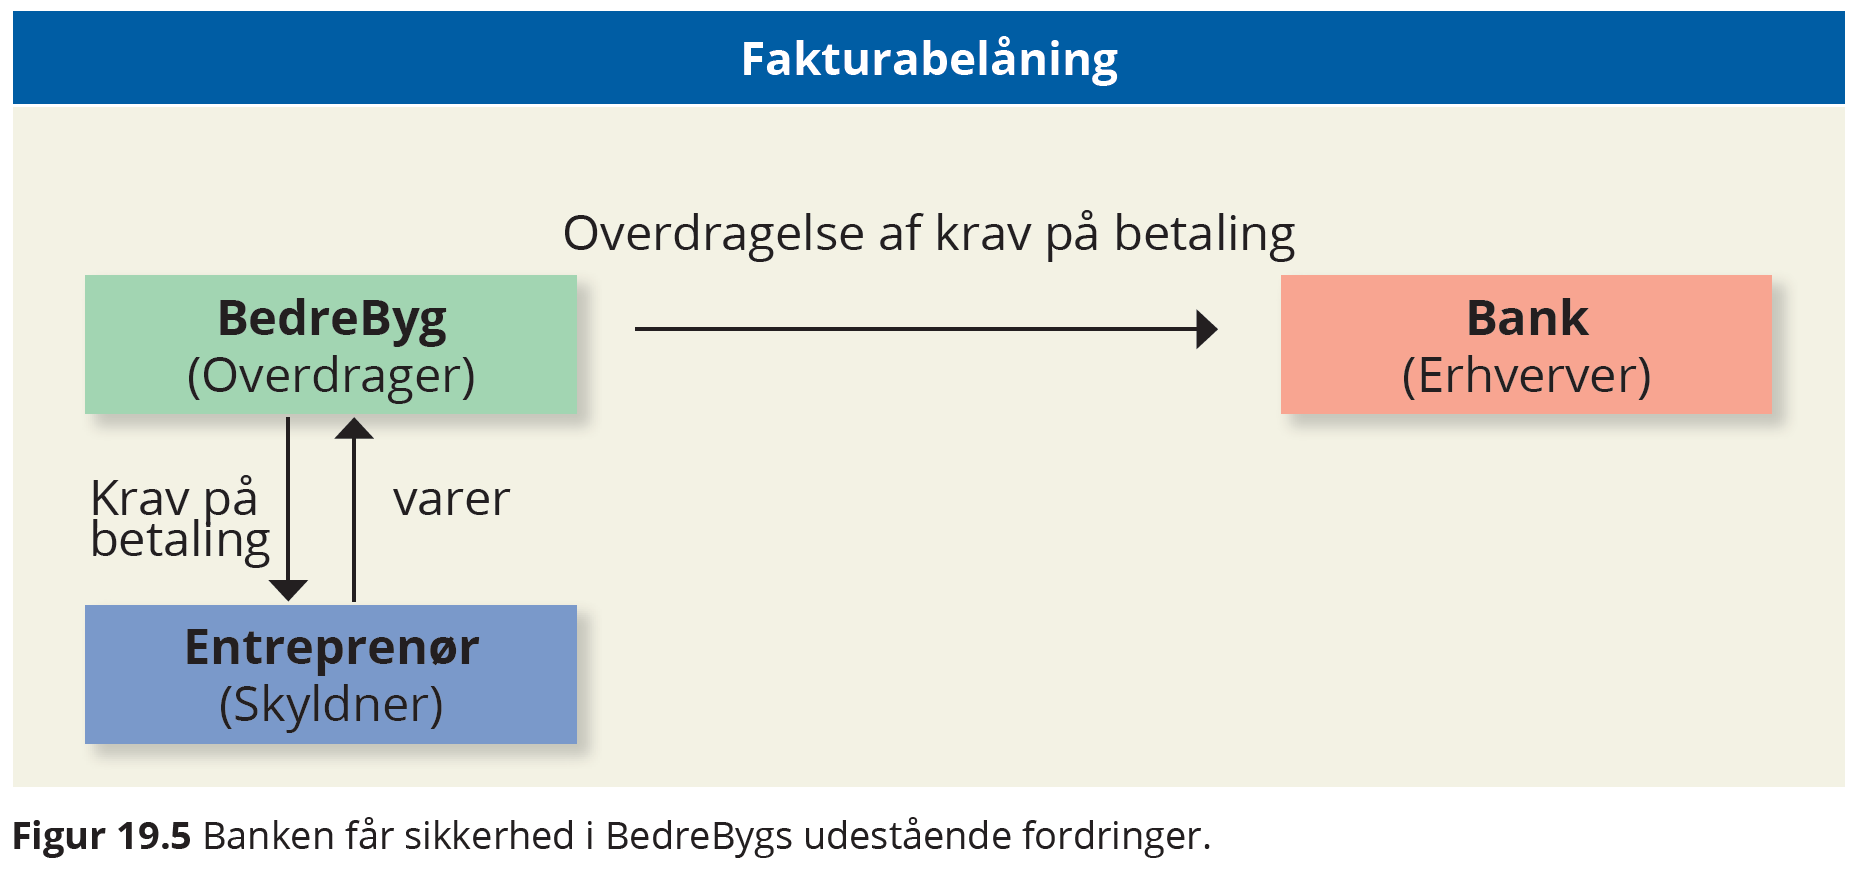 Fakturabelåning
Overdragelse af krav på betaling
BedreByg
(Overdrager)
Bank
(Erhverver)
Krav på
betaling
varer
Entreprenør
(Skyldner)
Figur 19.5 Banken får sikkerhed i BedreBygs udestående fordringer.